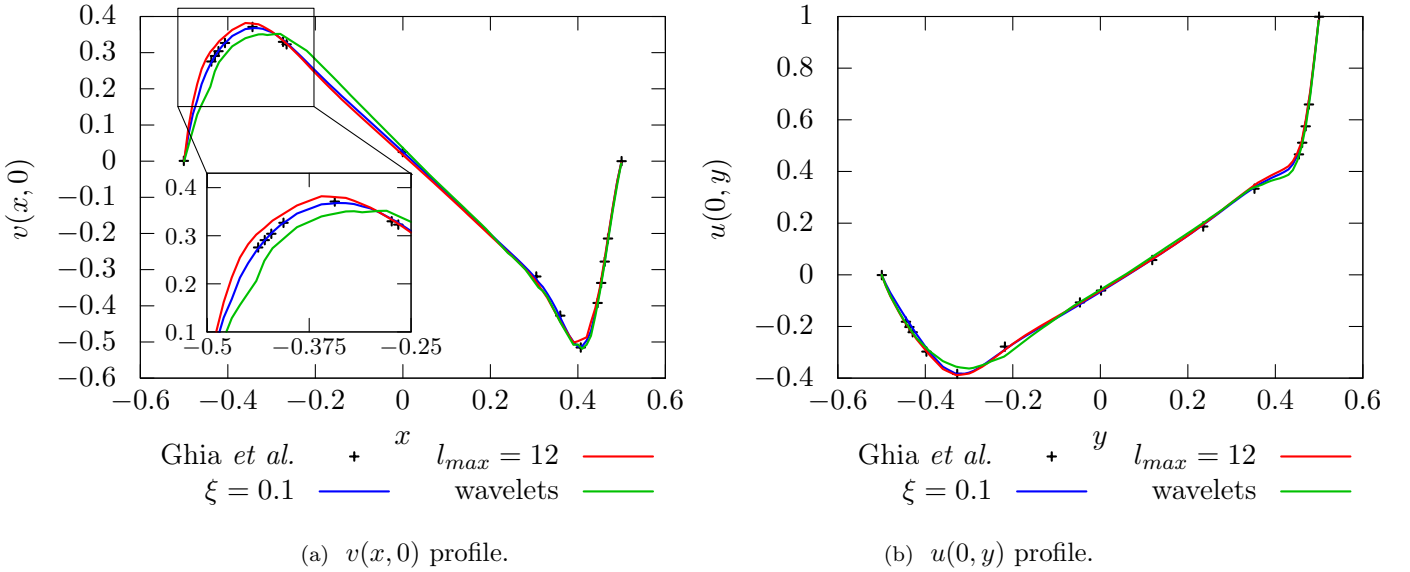 0.4
0.3
0.2
0.1
0
−0.1
−0.2
−0.3
−0.4
−0.5
−0.6
v(x, 0)
−0.6 −0.4 −0.2 0 0.2 0.4 0.6
x
0.4
0.3
0.2
0.1
−0.5 −0.375 −0.25
Ghia et al. l_max = 12
ξ = 0.1 wavelets
(a) v(x, 0) profile.
1
0.8
0.6
0.4
0.2
0
−0.2
−0.4
u(0, y)
−0.6 −0.4 −0.2 0 0.2 0.4 0.6
y
Ghia et al. l_max = 12
ξ = 0.1 wavelets
(b) u(0, y) profile.